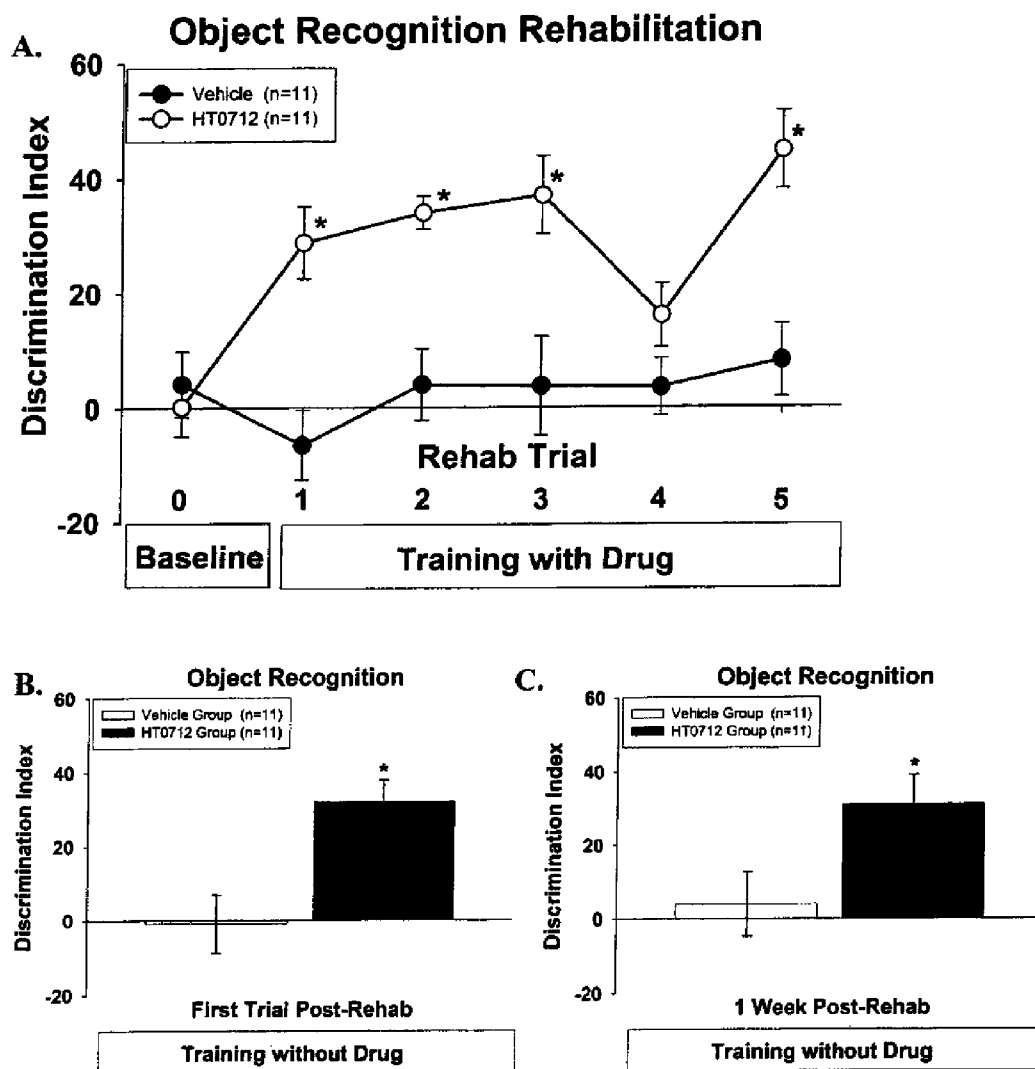 A.
Object Recognition Rehabilitation
60
Vehicle (n=11)
HT0712 (n=11)
*
*
*
*
40
20
0
-20
Discrimination Index
Rehab Trial
0 1 2 3 4 5
Baseline
Training with Drug
B.
Object Recognition
60
Vehicle Group (n=11)
HT0712 Group (n=11)
*
40
20
0
-20
Discrimination Index
First Trial Post-Rehab
Training without Drug
C.
Object Recognition
60
Vehicle Group (n=11)
HT0712 Group (n=11)
*
40
20
0
-20
Discrimination Index
1 Week Post-Rehab
Training without Drug